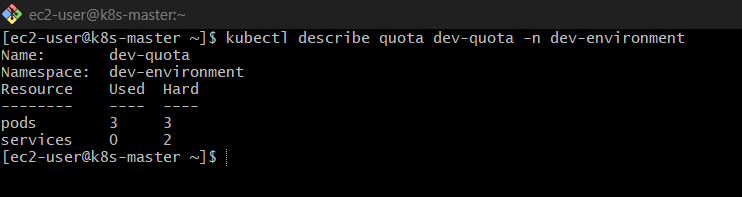 ec2-user@k8s-master:~
[ec2-user@k8s-master ~]$ kubectl describe quota dev-quota -n dev-environment
Name:       dev-quota
Namespace:  dev-environment
Resource    Used  Hard
--------    ----  ----
pods        3     3
services    0     2
[ec2-user@k8s-master ~]$